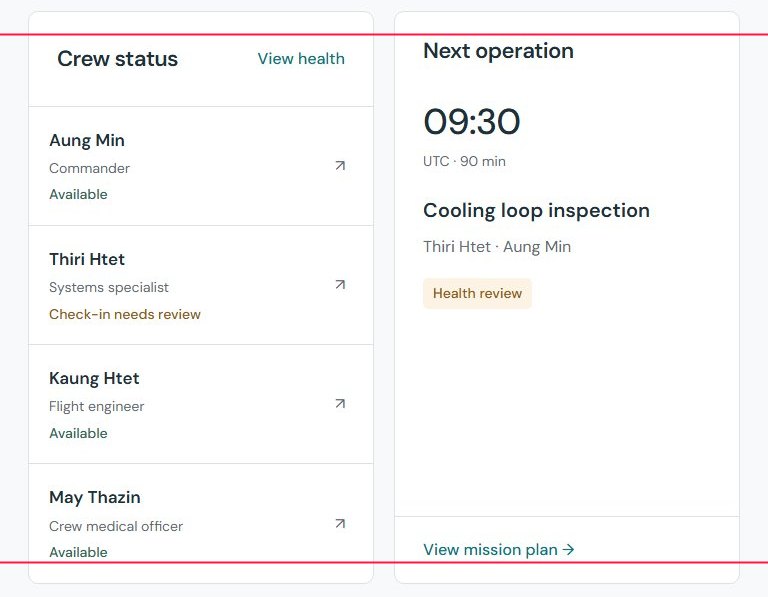 Crew status
View health
Aung Min
Commander
Available
Thiri Htet
Systems specialist
Check-in needs review
Kaung Htet
Flight engineer
Available
May Thazin
Crew medical officer
Available
Next operation
09:30
UTC · 90 min
Cooling loop inspection
Thiri Htet · Aung Min
Health review
View mission plan →